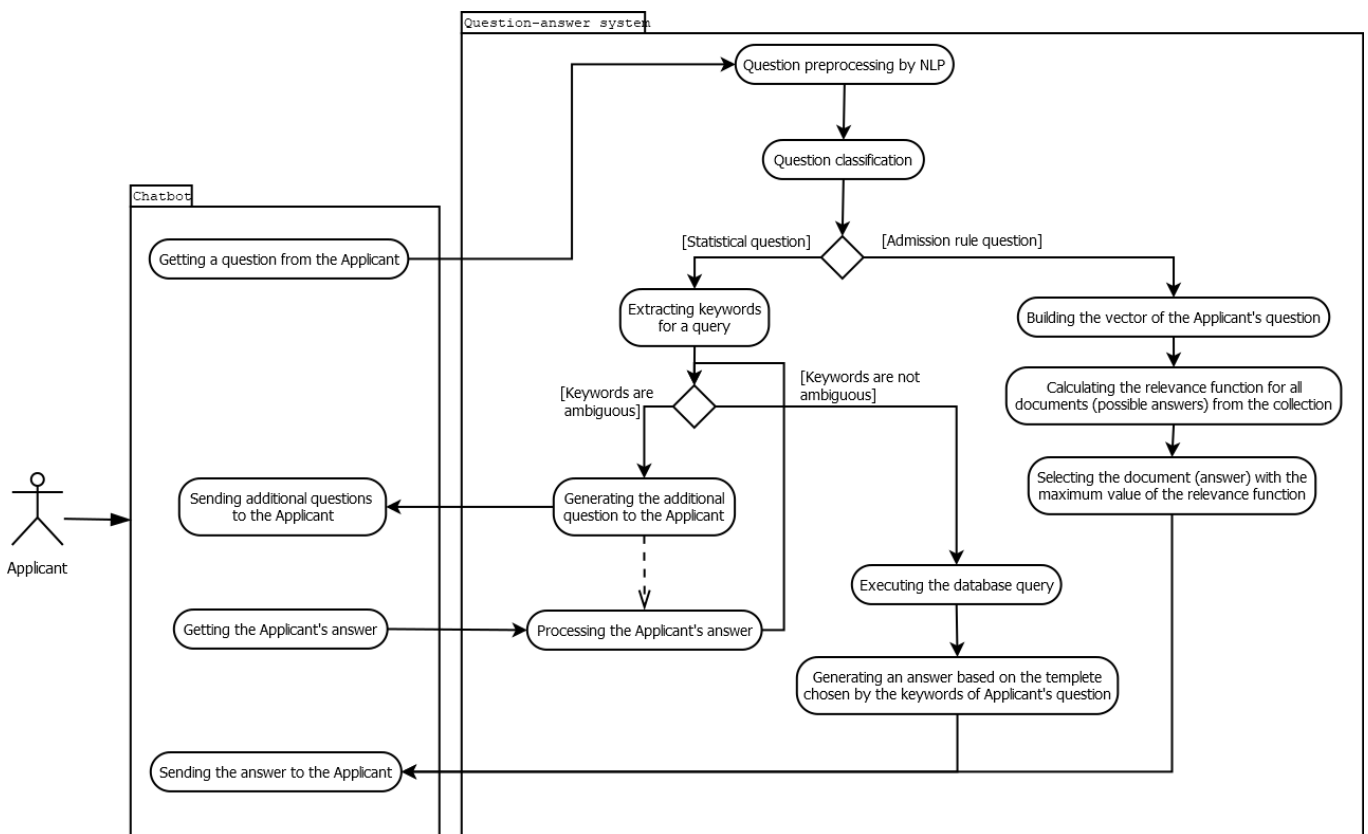 Question-answer system
Question preprocessing by NLP
Question classification
Chatbot
[Statistical question]
[Admission rule question]
Getting a question from the Applicant
Extracting keywords
for a query
Building the vector of the Applicant's question
[Keywords are
ambiguous]
[Keywords are not
ambiguous]
Calculating the relevance function for all
documents (possible answers) from the collection
Sending additional questions
to the Applicant
Generating the additional
question to the Applicant
Selecting the document (answer) with the
maximum value of the relevance function
Applicant
Executing the database query
Getting the Applicant's answer
Processing the Applicant's answer
Generating an answer based on the templete
chosen by the keywords of Applicant's question
Sending the answer to the Applicant